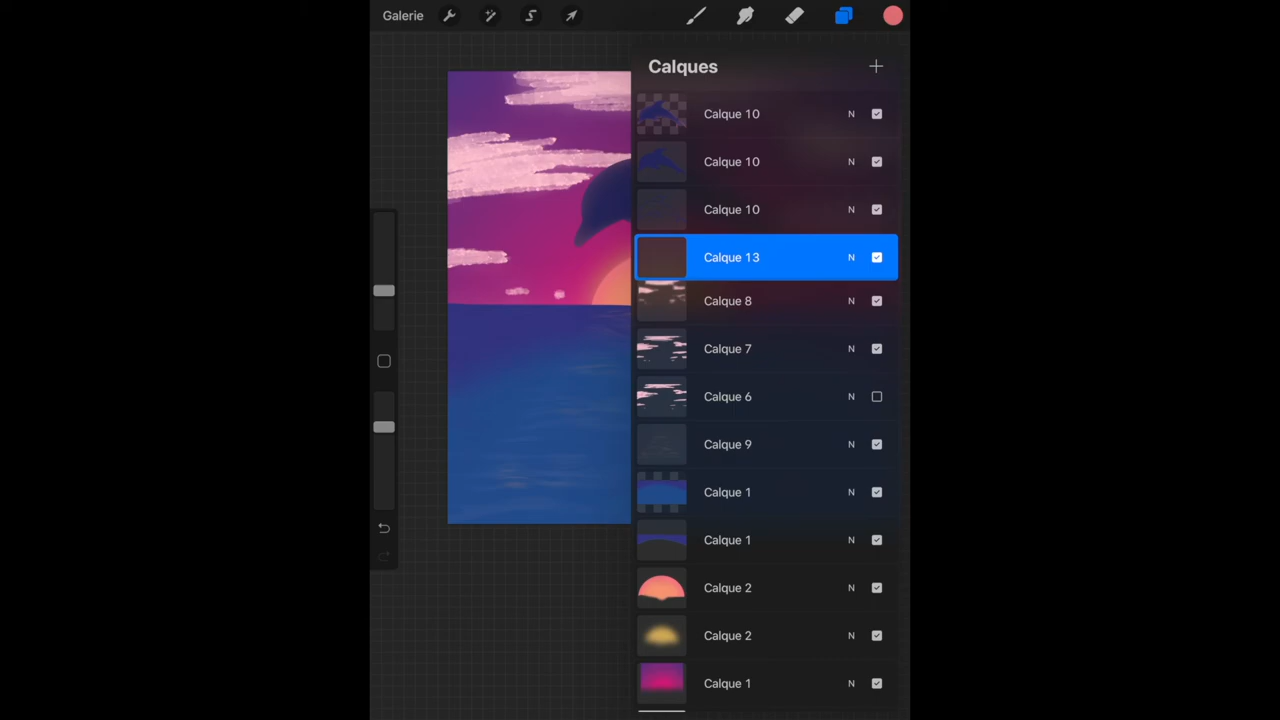 Galerie
Calques
Calque 10 N
Calque 10 N
Calque 10 N
Calque 13 N
Calque 8 N
Calque 7 N
Calque 6 N
Calque 9 N
Calque 1 N
Calque 1 N
Calque 2 N
Calque 2 N
Calque 1 N